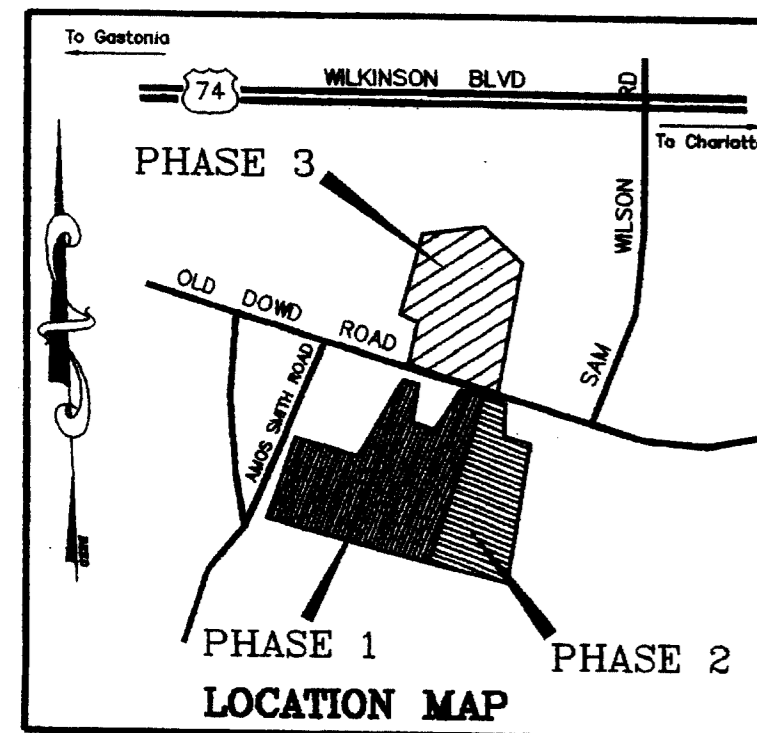 To Gastonia
74
WILKINSON BLVD
To Charlotte
PHASE 3
SAM WILSON RD
OLD DOWD ROAD
AMOS SMITH ROAD
PHASE 1
PHASE 2
LOCATION MAP